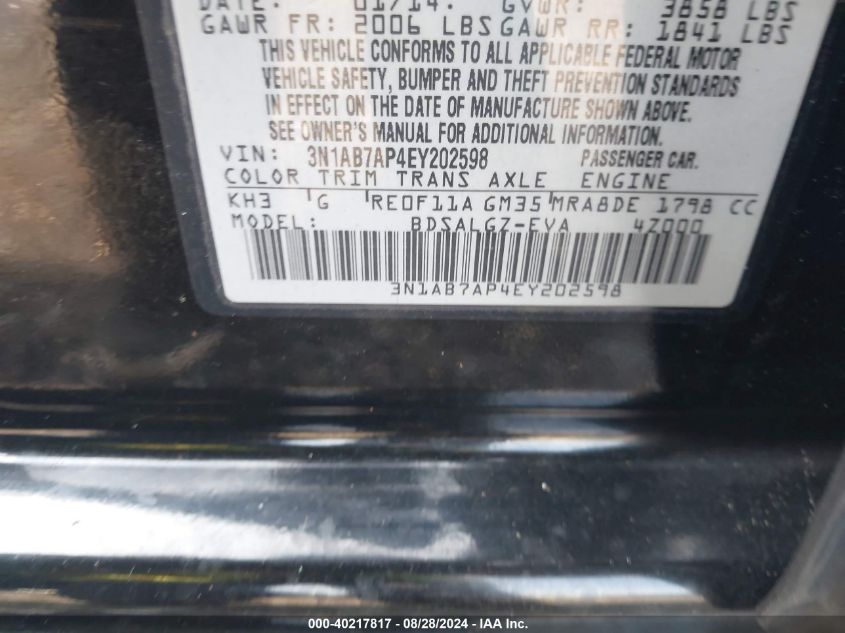 DATE: 01/14. GVWR: 3858 LBS
GAWR FR: 2006 LBS GAWR RR: 1841 LBS
THIS VEHICLE CONFORMS TO ALL APPLICABLE FEDERAL MOTOR
VEHICLE SAFETY, BUMPER AND THEFT PREVENTION STANDARDS
IN EFFECT ON THE DATE OF MANUFACTURE SHOWN ABOVE.
SEE OWNER'S MANUAL FOR ADDITIONAL INFORMATION.
VIN: 3N1AB7AP4EY202598 PASSENGER CAR.
COLOR TRIM TRANS AXLE ENGINE
KH3 G RE0F11A GM35 MRA8DE 1798 CC
MODEL: BDSALGZ-EVA 4Z000
3N1AB7AP4EY202598
000-40217817 - 08/28/2024 - IAA Inc.